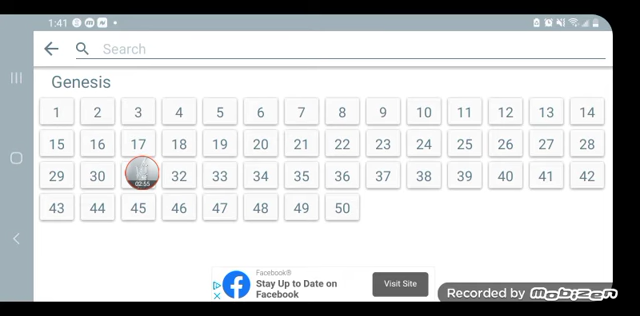 1:41
Search
Genesis
1 2 3 4 5 6 7 8 9 10 11 12 13 14
15 16 17 18 19 20 21 22 23 24 25 26 27 28
29 30 02:55 32 33 34 35 36 37 38 39 40 41 42
43 44 45 46 47 48 49 50
Facebook®
Stay Up to Date on
Facebook
Visit Site
Recorded by Mobizen